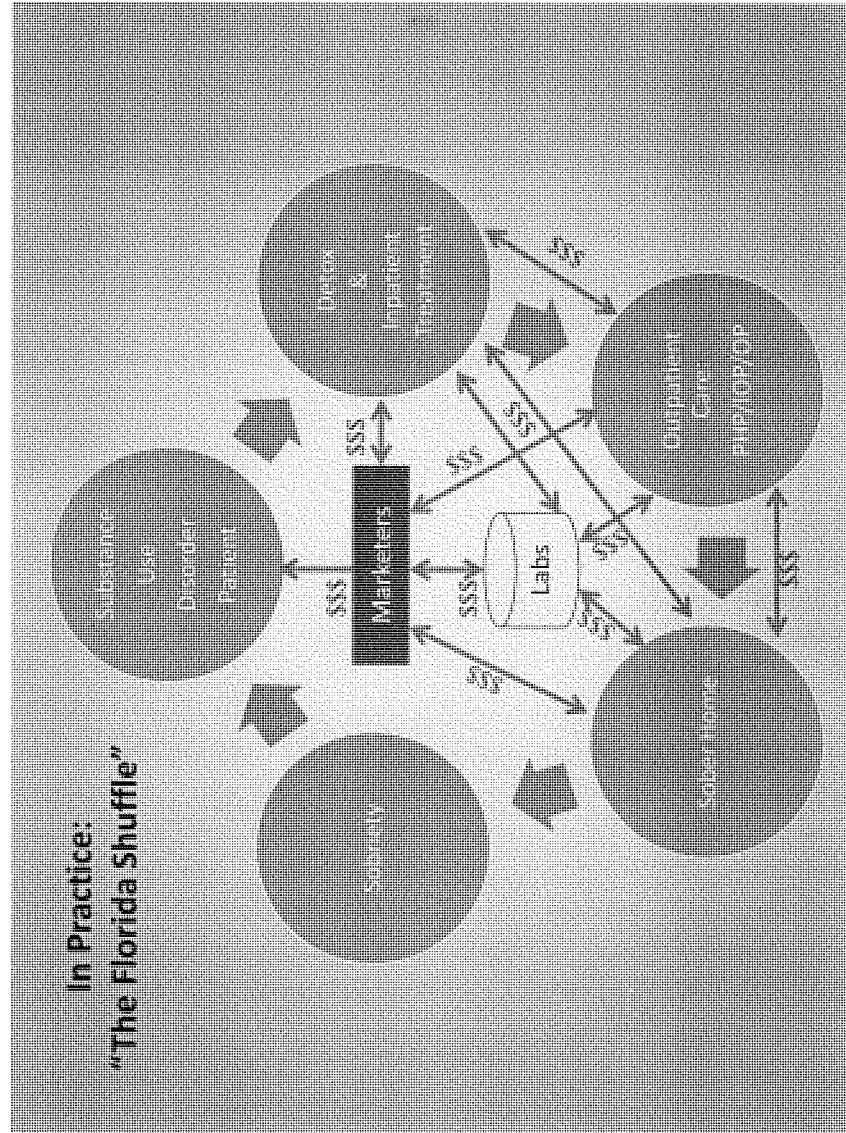 In Practice:
"The Florida Shuffle"
Substance
Use
Disorder
Patient
$$$
Sobriety
Marketers
$$$
Detox
&
Inpatient
Treatment
$$$
$$$
$$$
$$$
Labs
$$$
$$$
$$$
Sober Home
Outpatient
Care:
PHP/IOP/OP
$$$